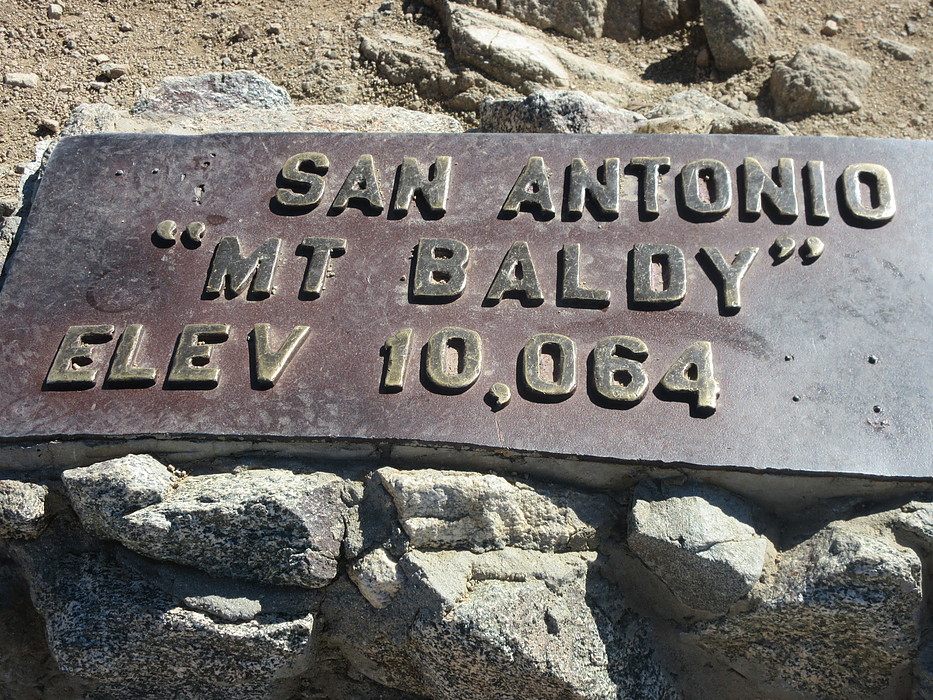 SAN ANTONIO
“MT BALDY”
ELEV 10,064